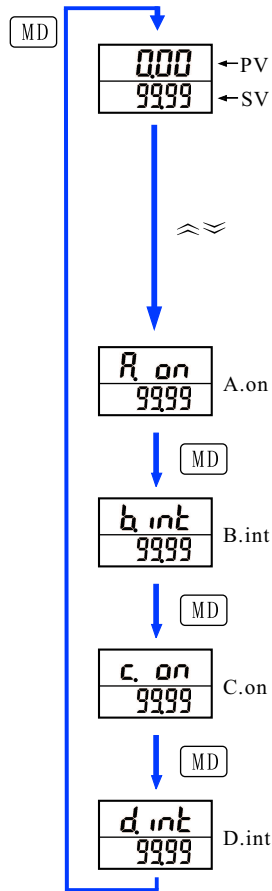 MD
0.00 PV
99.99 SV
A. on A.on
99.99
MD
b. int B.int
99.99
MD
c. on C.on
99.99
MD
d. int D.int
99.99